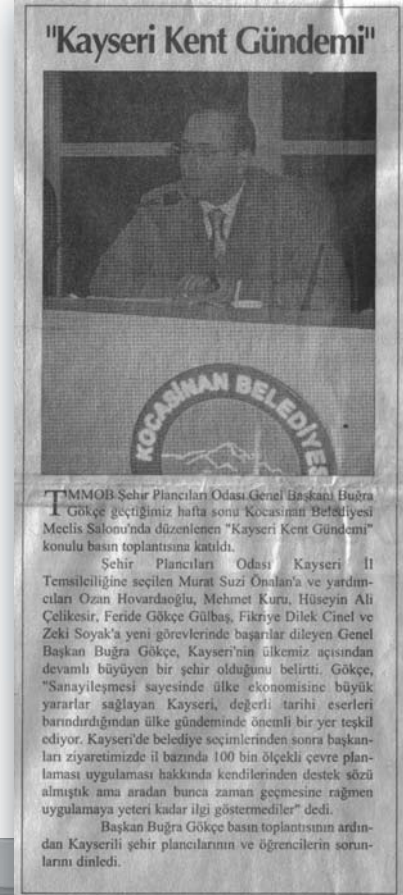 "Kayseri Kent Gündemi"
KOCASİNAN BELEDİYES
TMMOB Şehir Plancıları Odası Genel Başkanı Buğra
Gökçe geçtiğimiz hafta sonu Kocasinan Belediyesi
Meclis Salonu'nda düzenlenen "Kayseri Kent Gündemi"
konulu basın toplantısına katıldı.
Şehir Plancıları Odası Kayseri İl
Temsilciliğine seçilen Murat Suzi Önalan'a ve yardım-
cıları Ozan Hovardaoğlu, Mehmet Kuru, Hüseyin Ali
Çelikesir, Feride Gökçe Gülbaş, Fikriye Dilek Cinel ve
Zeki Soyak'a yeni görevlerinde başarılar dileyen Genel
Başkan Buğra Gökçe, Kayseri'nin ülkemiz açısından
devamlı büyüyen bir şehir olduğunu belirtti. Gökçe,
"Sanayileşmesi sayesinde ülke ekonomisine büyük
yararlar sağlayan Kayseri, değerli tarihi eserleri
barındırdığından ülke gündeminde önemli bir yer teşkil
ediyor. Kayseri'de belediye seçimlerinden sonra başkan-
ları ziyaretimizde il bazında 100 bin ölçekli çevre plan-
laması uygulaması hakkında kendilerinden destek sözü
almıştık ama aradan bunca zaman geçmesine rağmen
uygulamaya yeteri kadar ilgi göstermediler" dedi.
Başkan Buğra Gökçe basın toplantısının ardın-
dan Kayserili şehir plancılarının ve öğrencilerin sorun-
larını dinledi.